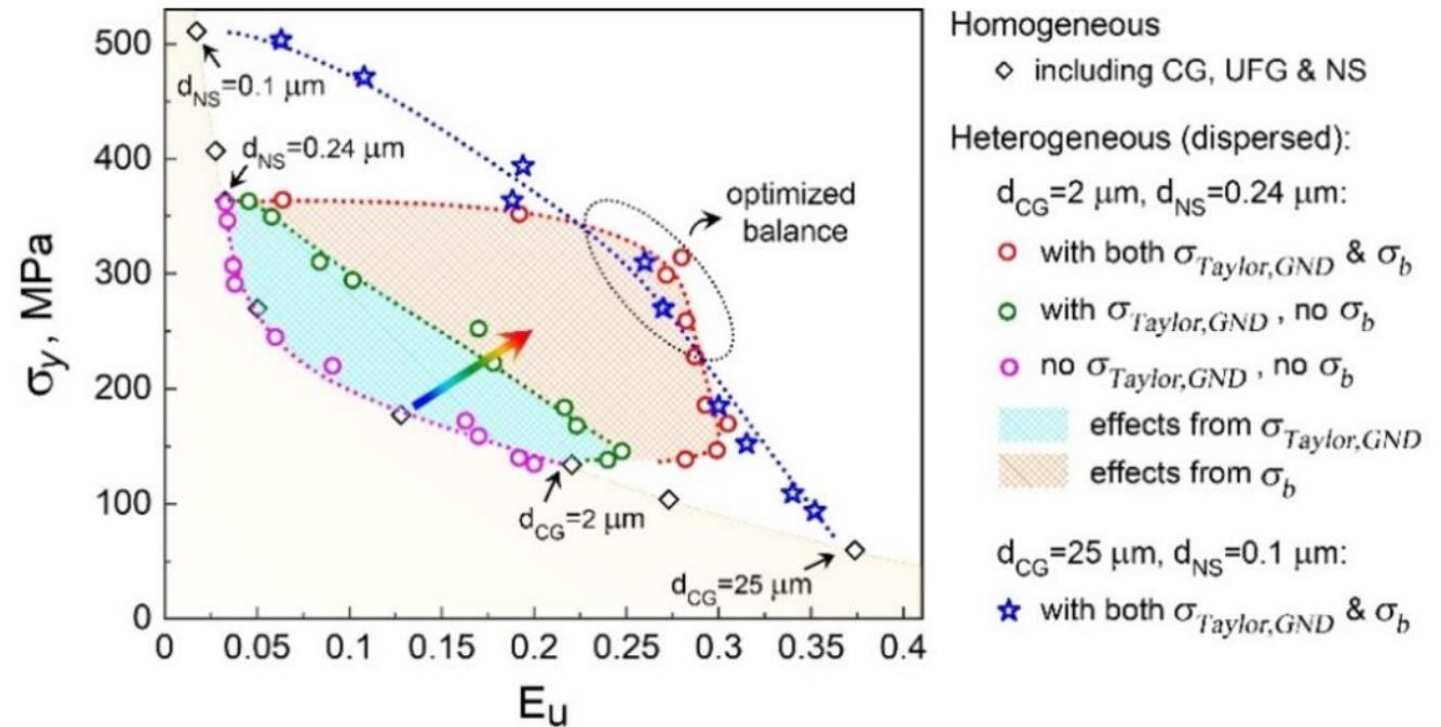 500
400
300
200
100
0
σy, MPa
0 0.05 0.1 0.15 0.2 0.25 0.3 0.35 0.4
Eu
dNS=0.1 μm
dNS=0.24 μm
optimized
balance
dCG=2 μm
dCG=25 μm
Homogeneous
including CG, UFG & NS
Heterogeneous (dispersed):
dCG=2 μm, dNS=0.24 μm:
with both σTaylor,GND & σb
with σTaylor,GND , no σb
no σTaylor,GND , no σb
effects from σTaylor,GND
effects from σb
dCG=25 μm, dNS=0.1 μm:
with both σTaylor,GND & σb